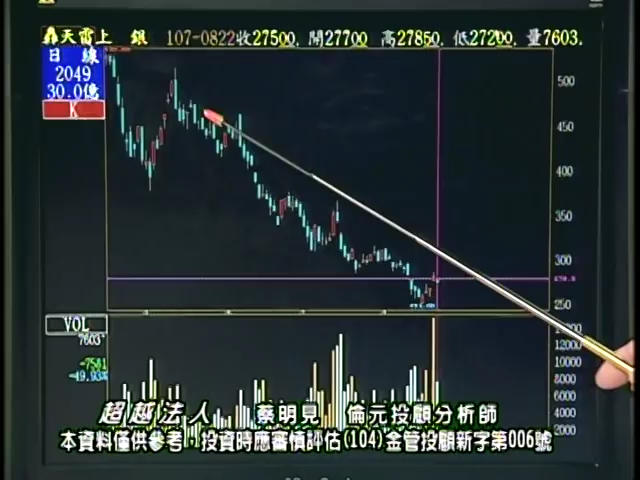 轟天雷上 銀 107-0822收27500. 開27700 高27850. 低27200. 量7603.
日線
2049
30.0億
K
500
450
400
350
300
250
VOL
7603
-7581
-49.93%
12000
10000
8000
6000
4000
2000
超越法人 蔡明見 倫元投顧分析師
本資料僅供參考,投資時應審慎評估(104)金管投顧新字第006號